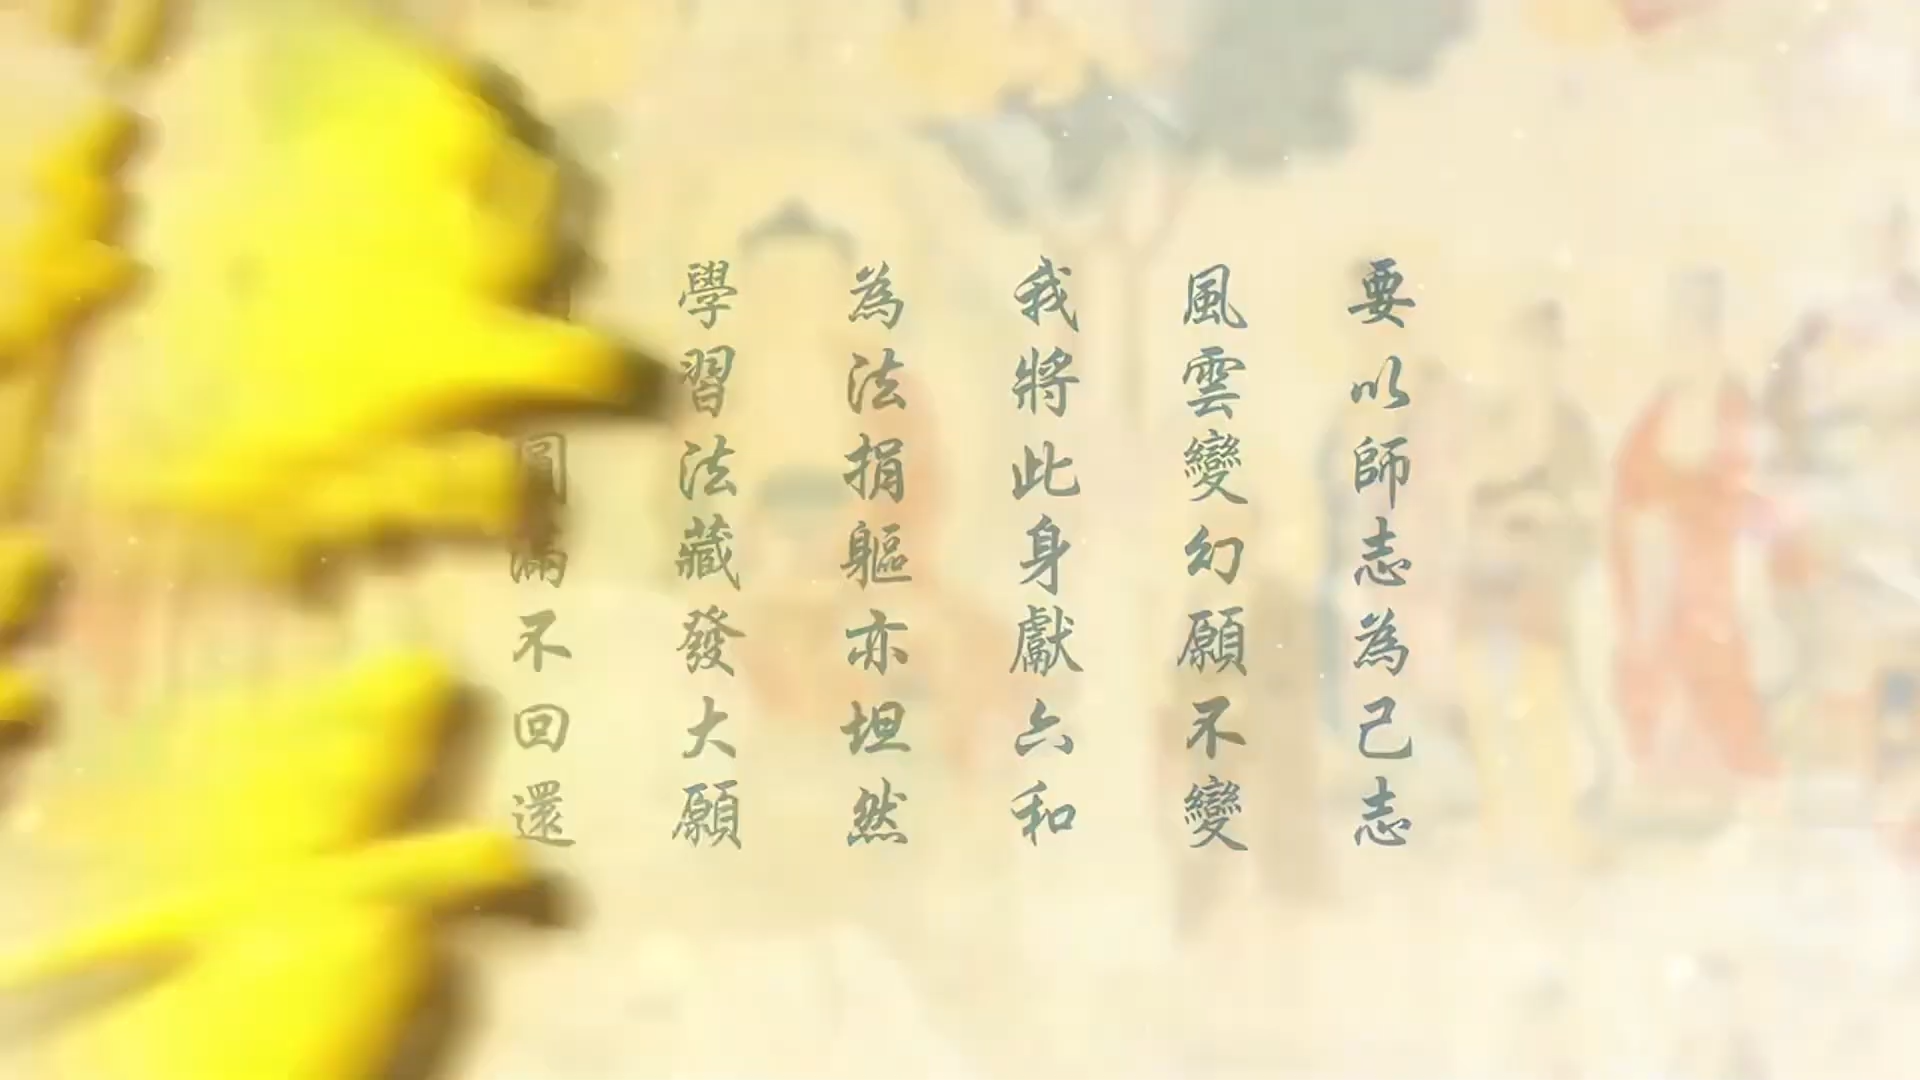 要以師志為己志
風雲變幻願不變
我將此身獻六和
為法捐軀亦坦然
學習法藏發大願
圓滿不回還